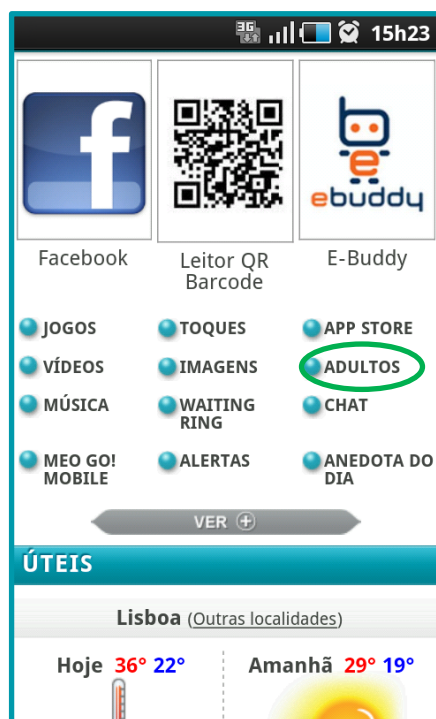 3G 15h23
f
ebuddy
Facebook
Leitor QR
Barcode
E-Buddy
JOGOS
TOQUES
APP STORE
VÍDEOS
IMAGENS
ADULTOS
MÚSICA
WAITING
RING
CHAT
MEO GO!
MOBILE
ALERTAS
ANEDOTA DO
DIA
VER
ÚTEIS
Lisboa (Outras localidades)
Hoje 36° 22°
Amanhã 29° 19°